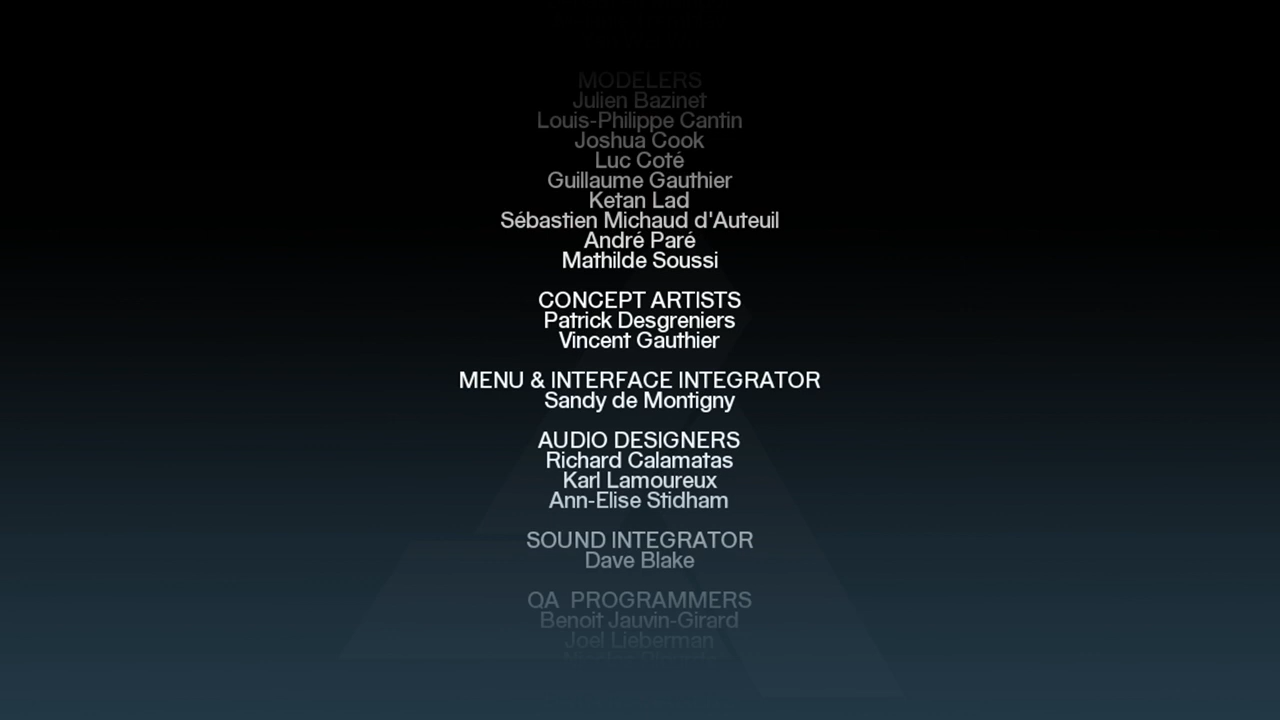 MODELERS
Julien Bazinet
Louis-Philippe Cantin
Joshua Cook
Luc Coté
Guillaume Gauthier
Ketan Lad
Sébastien Michaud d'Auteuil
André Paré
Mathilde Soussi
CONCEPT ARTISTS
Patrick Desgreniers
Vincent Gauthier
MENU & INTERFACE INTEGRATOR
Sandy de Montigny
AUDIO DESIGNERS
Richard Calamatas
Karl Lamoureux
Ann-Elise Stidham
SOUND INTEGRATOR
Dave Blake
QA PROGRAMMERS
Benoit Jauvin-Girard
Joel Lieberman